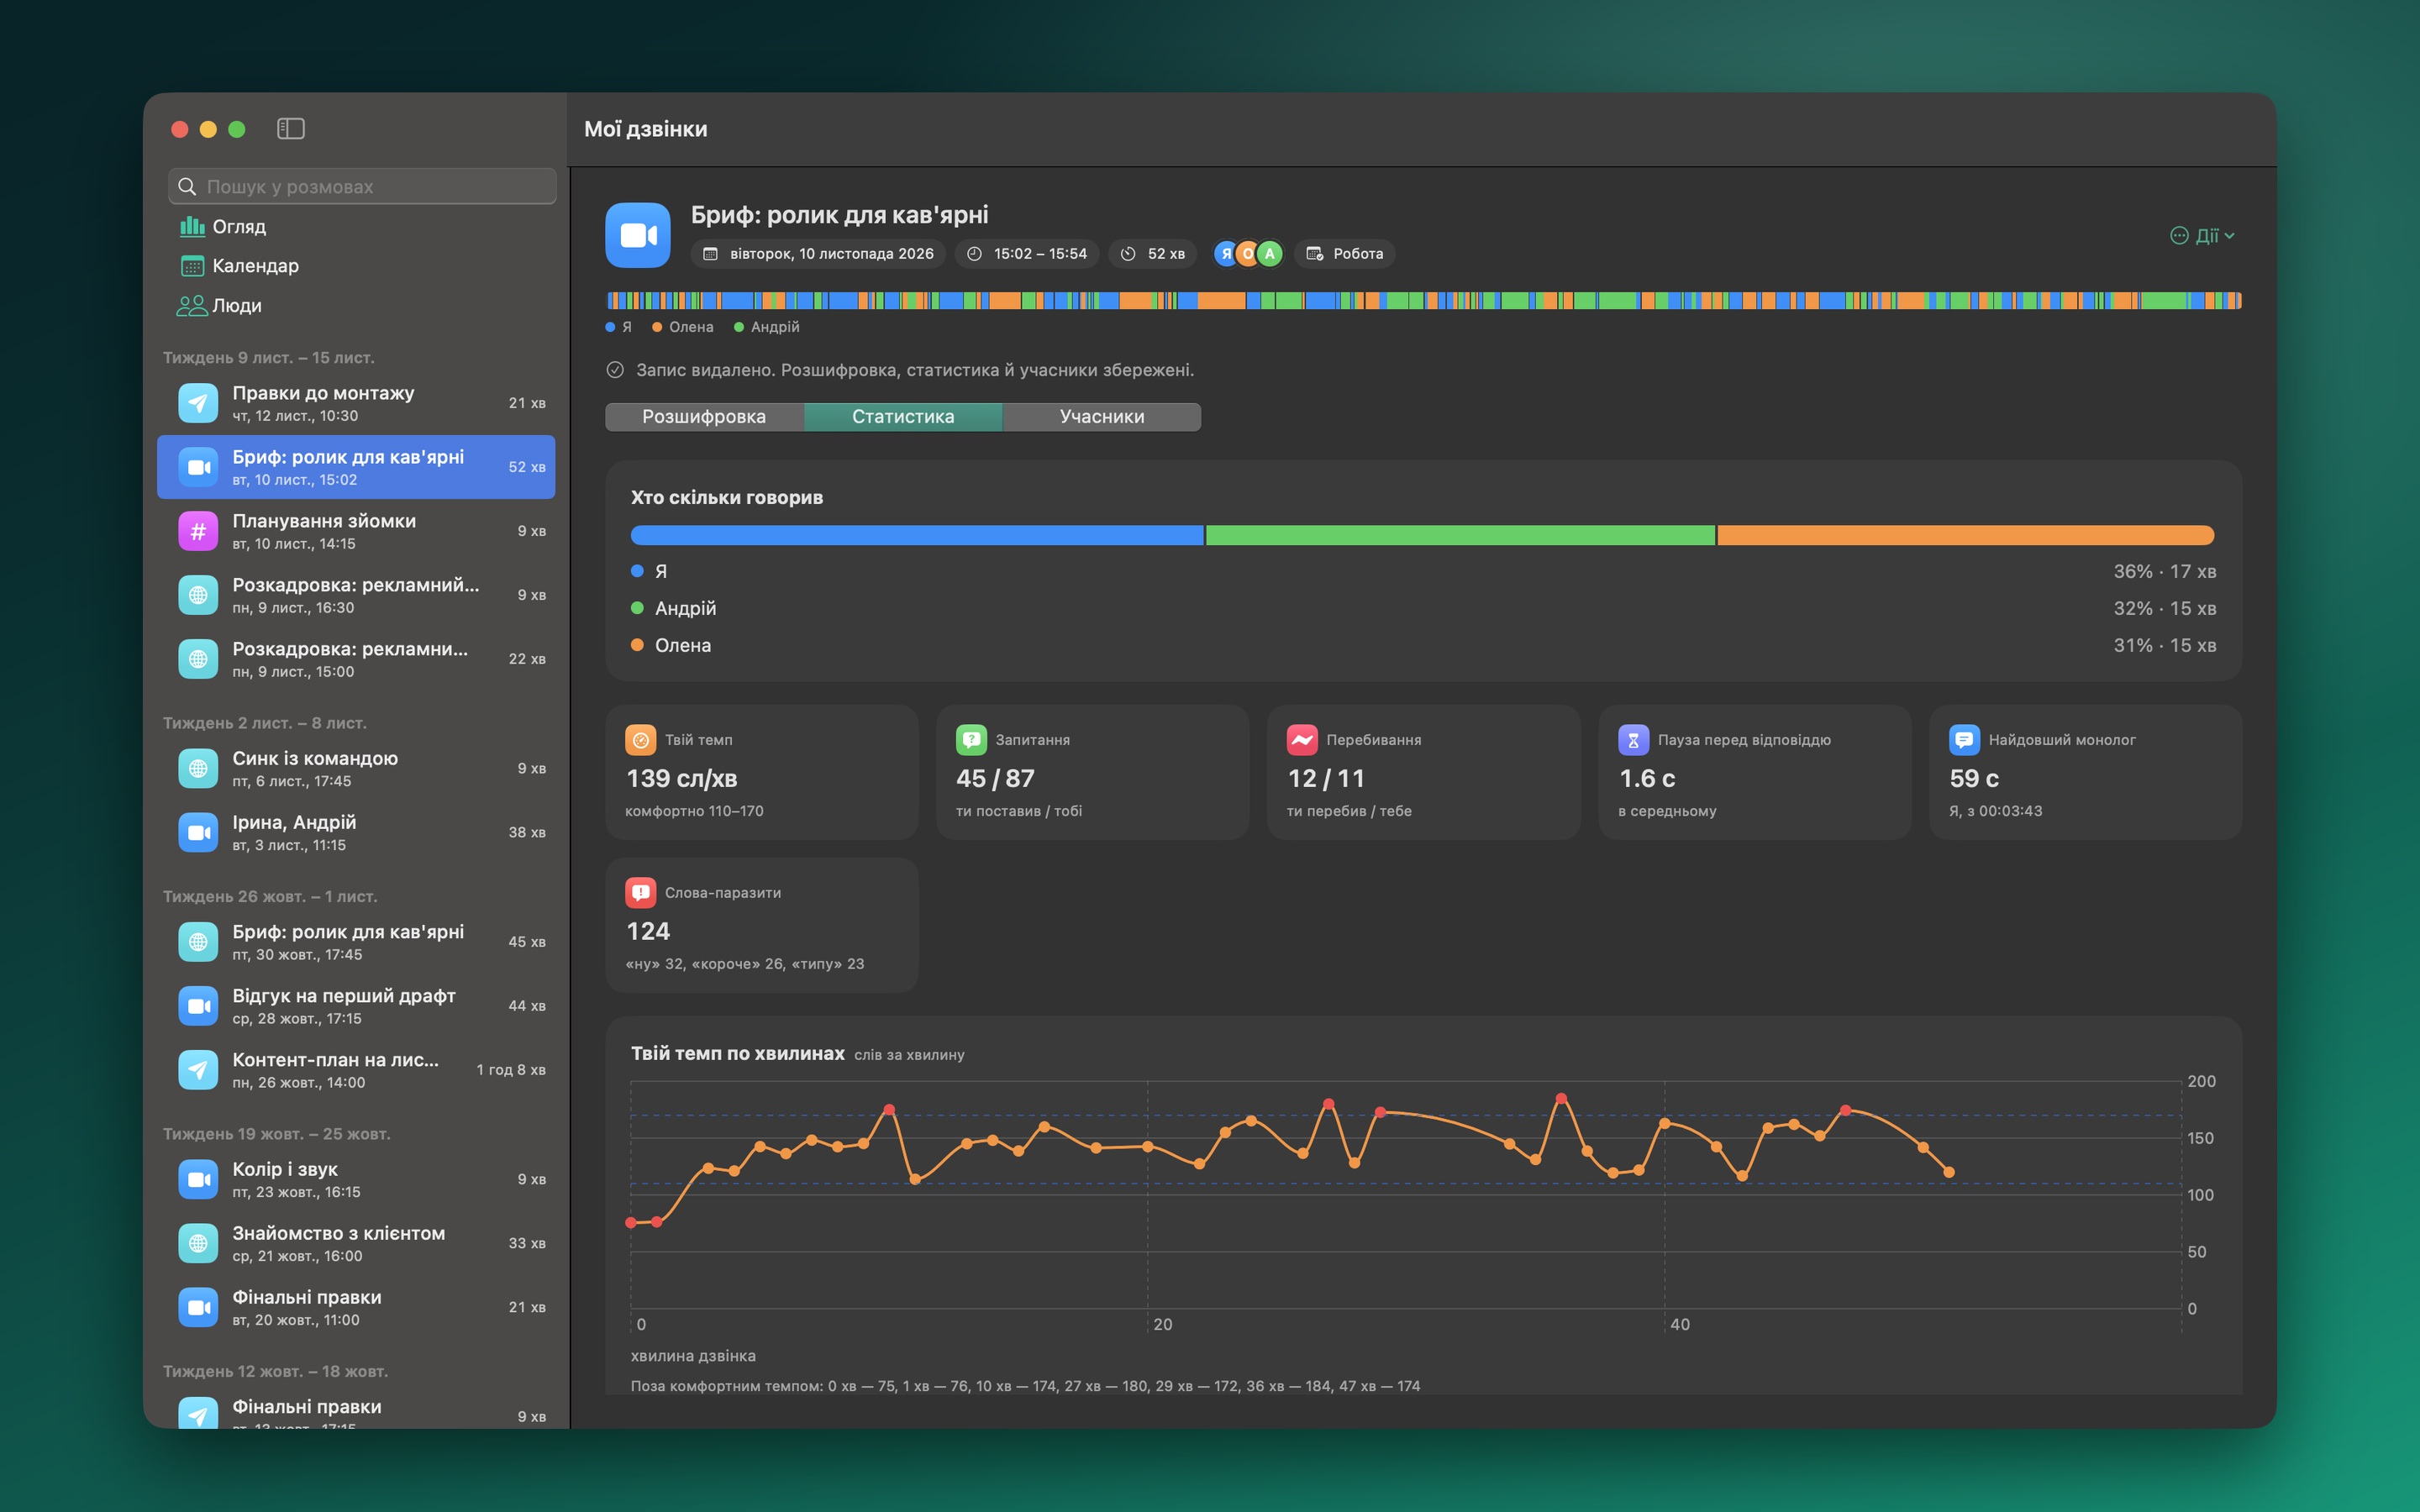 Мої дзвінки
Пошук у розмовах
Огляд
Календар
Люди
Тиждень 9 лист. – 15 лист.
Правки до монтажу
21 хв
чт, 12 лист., 10:30
Бриф: ролик для кав'ярні
52 хв
вт, 10 лист., 15:02
Планування зйомки
9 хв
вт, 10 лист., 14:15
Розкадровка: рекламний...
9 хв
пн, 9 лист., 16:30
Розкадровка: рекламни...
22 хв
пн, 9 лист., 15:00
Тиждень 2 лист. – 8 лист.
Синк із командою
9 хв
пт, 6 лист., 17:45
Ірина, Андрій
38 хв
вт, 3 лист., 11:15
Тиждень 26 жовт. – 1 лист.
Бриф: ролик для кав'ярні
45 хв
пт, 30 жовт., 17:45
Відгук на перший драфт
44 хв
ср, 28 жовт., 17:15
Контент-план на лис...
1 год 8 хв
пн, 26 жовт., 14:00
Тиждень 19 жовт. – 25 жовт.
Колір і звук
9 хв
пт, 23 жовт., 16:15
Знайомство з клієнтом
33 хв
ср, 21 жовт., 16:00
Фінальні правки
21 хв
вт, 20 жовт., 11:00
Тиждень 12 жовт. – 18 жовт.
Фінальні правки
9 хв
Бриф: ролик для кав'ярні
вівторок, 10 листопада 2026
15:02 – 15:54
52 хв
Я О А
Робота
Дії
Я Олена Андрій
Запис видалено. Розшифровка, статистика й учасники збережені.
Розшифровка Статистика Учасники
Хто скільки говорив
Я 36% · 17 хв
Андрій 32% · 15 хв
Олена 31% · 15 хв
Твій темп
139 сл/хв
комфортно 110–170
Запитання
45 / 87
ти поставив / тобі
Перебивання
12 / 11
ти перебив / тебе
Пауза перед відповіддю
1.6 с
в середньому
Найдовший монолог
59 с
Я, з 00:03:43
Слова-паразити
124
«ну» 32, «короче» 26, «типу» 23
Твій темп по хвилинах слів за хвилину
200
150
100
50
0
0 20 40
хвилина дзвінка
Поза комфортним темпом: 0 хв — 75, 1 хв — 76, 10 хв — 174, 27 хв — 180, 29 хв — 172, 36 хв — 184, 47 хв — 174